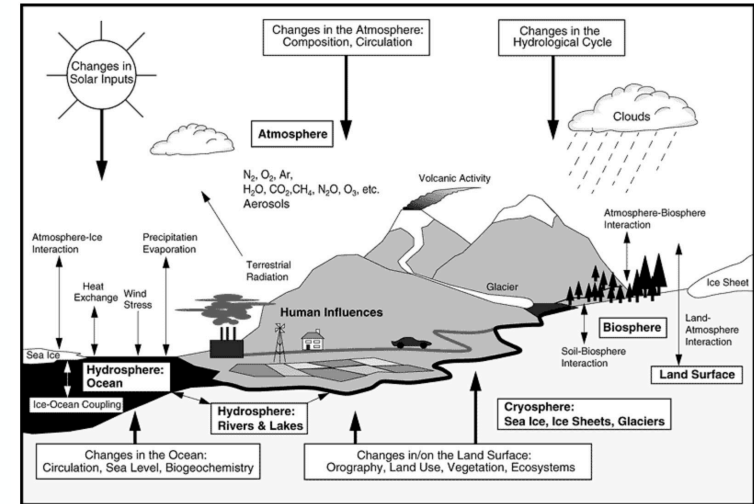 Changes in the Atmosphere:
Composition, Circulation
Changes in the
Hydrological Cycle
Changes in
Solar Inputs
Clouds
Atmosphere
N₂, O₂, Ar,
H₂O, CO₂,CH₄, N₂O, O₃, etc.
Aerosols
Volcanic Activity
Atmosphere-Biosphere
Interaction
Atmosphere-Ice
Interaction
Precipitation
Evaporation
Terrestrial
Radiation
Heat
Exchange
Wind
Stress
Glacier
Ice Sheet
Human Influences
Biosphere
Land-
Atmosphere
Interaction
Soil-Biosphere
Interaction
Sea Ice
Hydrosphere:
Ocean
Land Surface
Ice-Ocean Coupling
Hydrosphere:
Rivers & Lakes
Cryosphere:
Sea Ice, Ice Sheets, Glaciers
Changes in the Ocean:
Circulation, Sea Level, Biogeochemistry
Changes in/on the Land Surface:
Orography, Land Use, Vegetation, Ecosystems